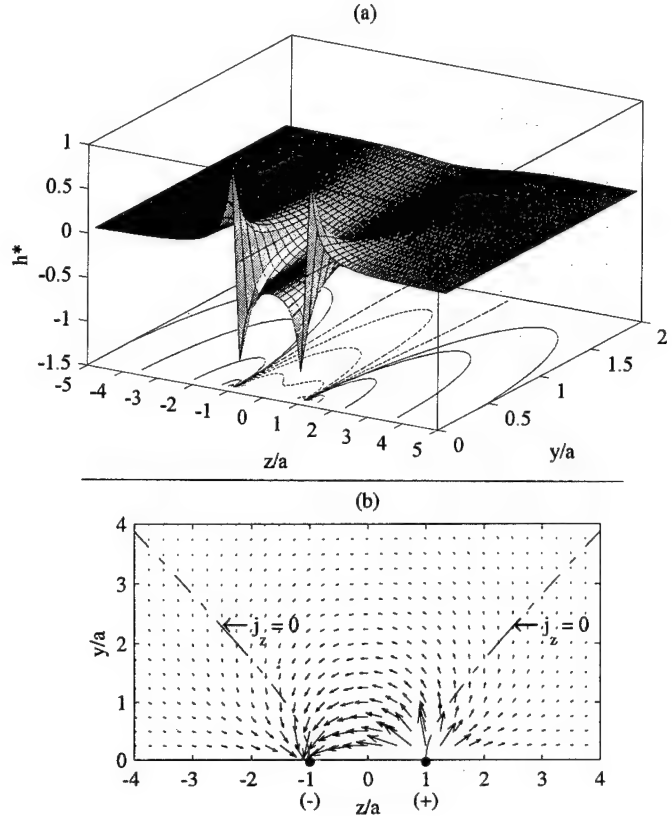 (a)
1
0.5
0
-0.5
-1
-1.5
h*
-5 -4 -3 -2 -1 0 1 2 3 4 5
z/a
0 0.5 1 1.5 2
y/a
(b)
4
3
2
1
0
y/a
j_z = 0
j_z = 0
-4 -3 -2 -1 0 1 2 3 4
(-) (+)
z/a